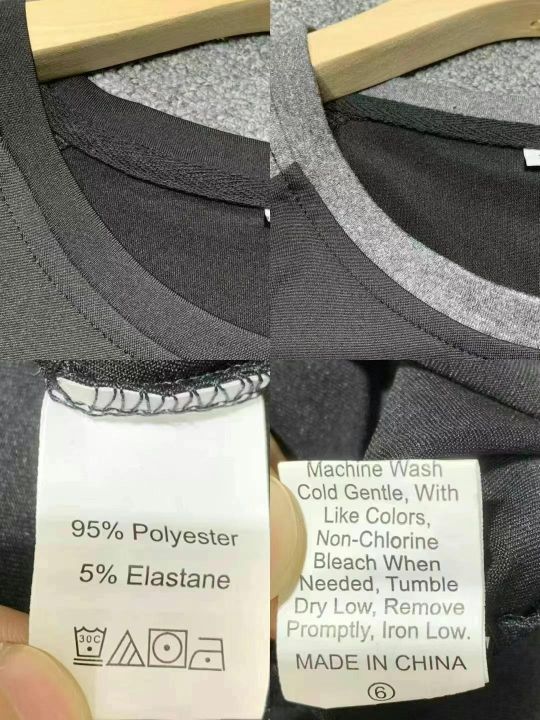 95% Polyester
5% Elastane
30C
Machine Wash
Cold Gentle, With
Like Colors,
Non-Chlorine
Bleach When
Needed, Tumble
Dry Low, Remove
Promptly, Iron Low.
MADE IN CHINA
6